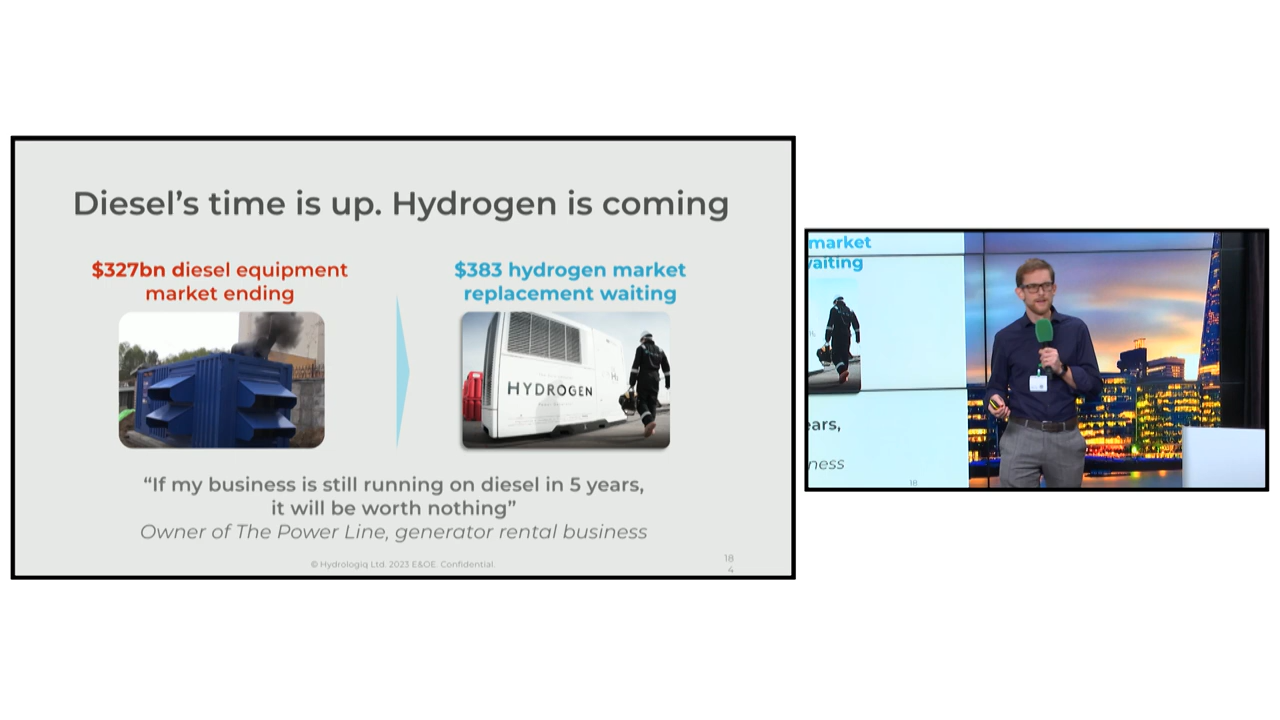 Diesel’s time is up. Hydrogen is coming
$327bn diesel equipment
market ending
$383 hydrogen market
replacement waiting
HYDROGEN
“If my business is still running on diesel in 5 years,
it will be worth nothing”
Owner of The Power Line, generator rental business
© Hydrologiq Ltd. 2023 E&OE. Confidential.
18
4
market
vaiting
ears,
ness
18